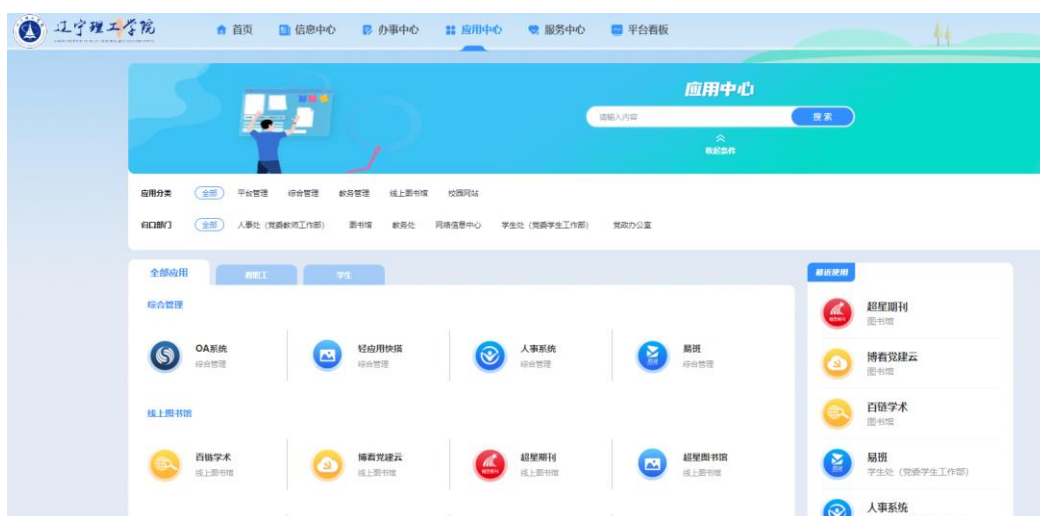 辽宁理工学院
首页 信息中心 办事中心 应用中心 服务中心 平台看板
应用中心
请输入内容 搜索
收起条件
应用分类 全部 平台管理 综合管理 教务管理 线上图书馆 校园网站
归口部门 全部 人事处（党委教师工作部） 图书馆 教务处 网络信息中心 学生处（党委学生工作部） 党政办公室
全部应用 教职工 学生
综合管理
OA系统 轻应用快搭 人事系统 易班
综合管理 综合管理 综合管理 综合管理
线上图书馆
百链学术 博看党建云 超星期刊 超星图书馆
线上图书馆 线上图书馆 线上图书馆 线上图书馆
最近使用
超星期刊
图书馆
博看党建云
图书馆
百链学术
图书馆
易班
学生处（党委学生工作部）
人事系统